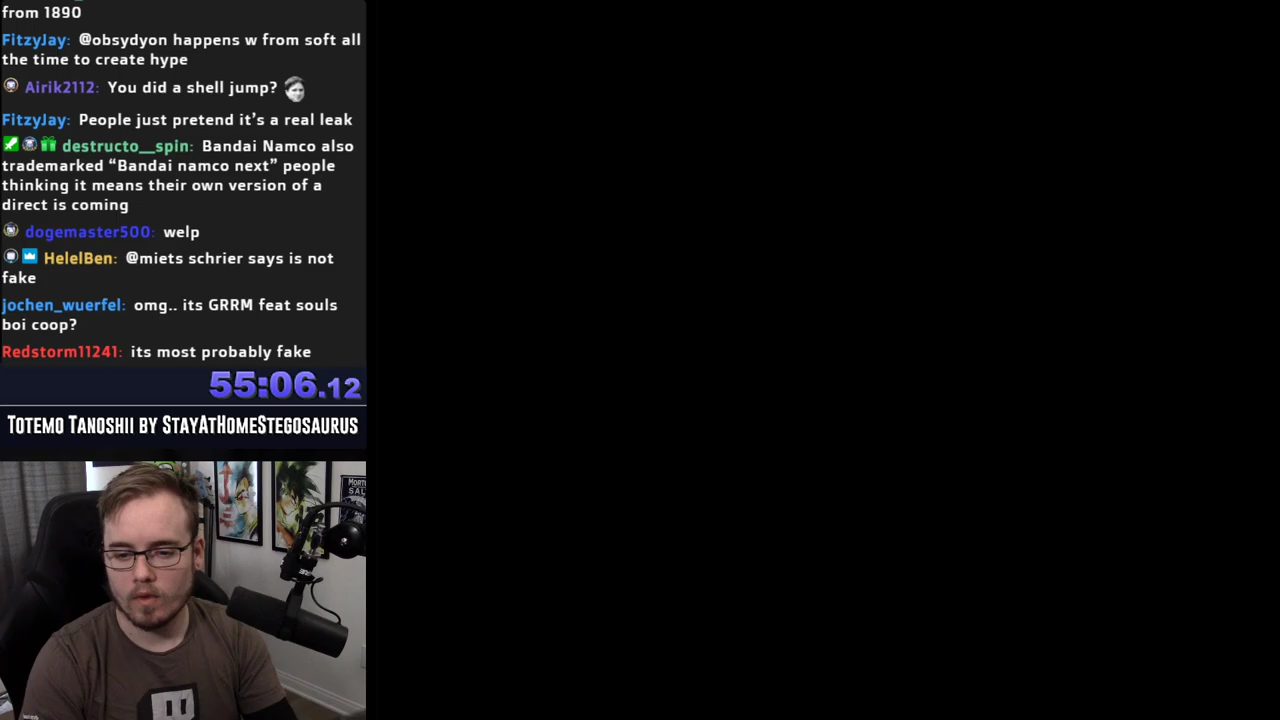 from 1890
FitzyJay: @obsydyon happens w from soft all
the time to create hype
Airik2112: You did a shell jump?
FitzyJay: People just pretend it's a real leak
destructo__spin: Bandai Namco also
trademarked “Bandai namco next” people
thinking it means their own version of a
direct is coming
dogemaster500: welp
HelelBen: @miets schrier says is not
fake
jochen_wuerfel: omg.. its GRRM feat souls
boi coop?
Redstorm11241: its most probably fake
55:06.12
Totemo Tanoshii by StayAtHomeStegosaurus